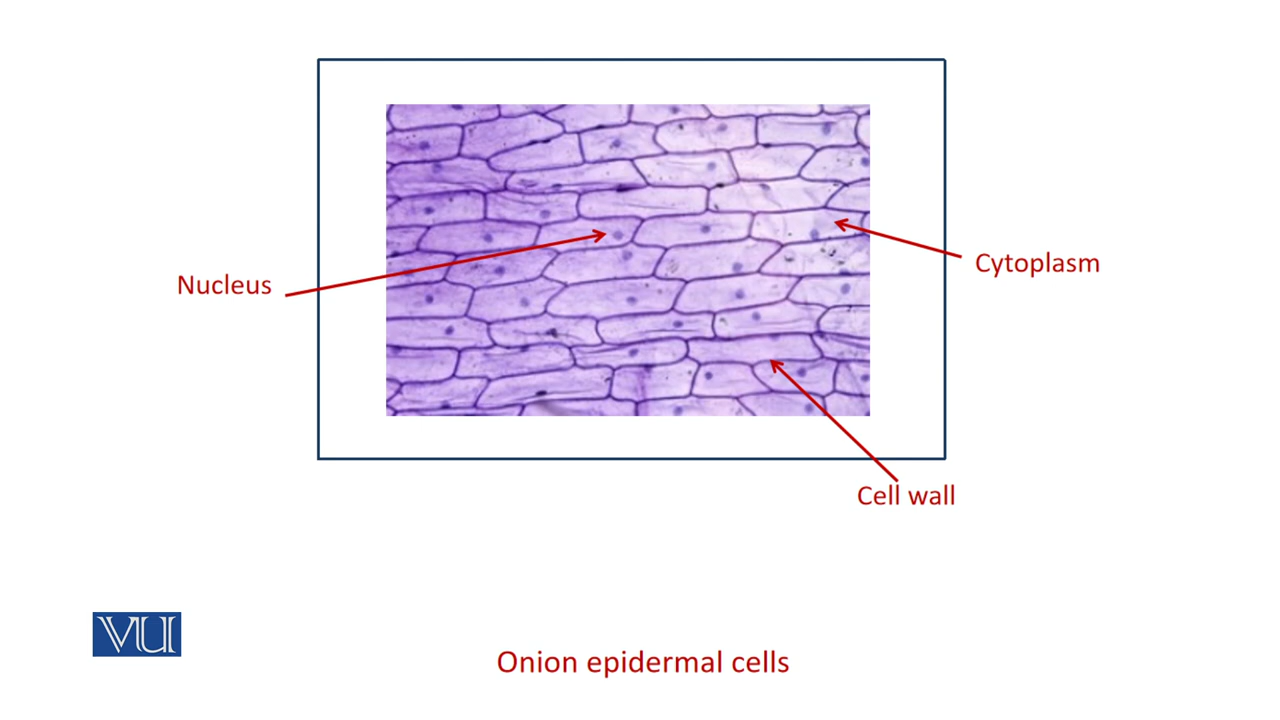 Nucleus
Cytoplasm
Cell wall
VU
Onion epidermal cells